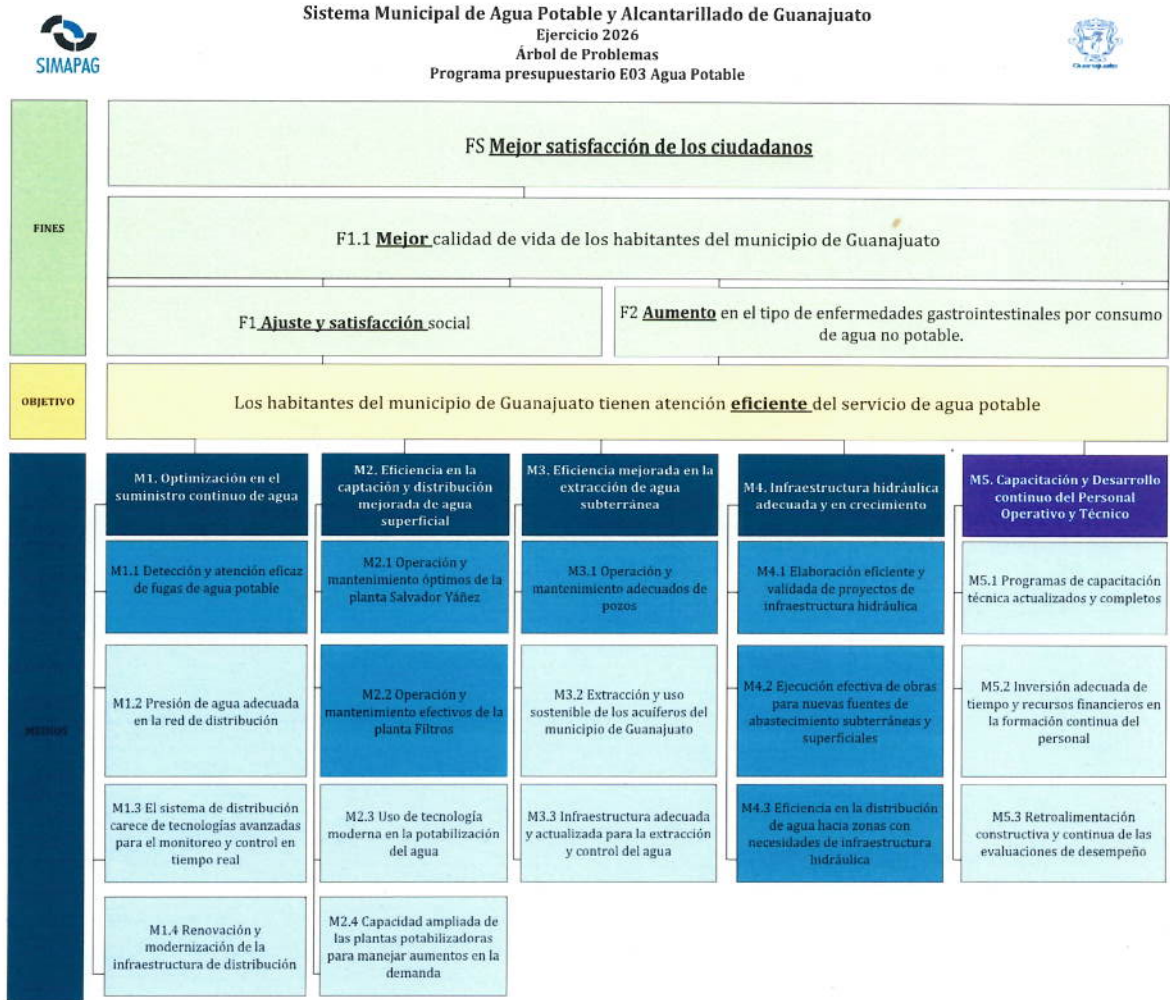 SIMAPAG
Sistema Municipal de Agua Potable y Alcantarillado de Guanajuato
Ejercicio 2026
Árbol de Problemas
Programa presupuestario E03 Agua Potable
Guanajuato
FINES
FS Mejor satisfacción de los ciudadanos
F1.1 Mejor calidad de vida de los habitantes del municipio de Guanajuato
F1 Ajuste y satisfacción social
F2 Aumento en el tipo de enfermedades gastrointestinales por consumo
de agua no potable.
OBJETIVO
Los habitantes del municipio de Guanajuato tienen atención eficiente del servicio de agua potable
MEDIOS
M1. Optimización en el
suministro continuo de agua
M1.1 Detección y atención eficaz
de fugas de agua potable
M1.2 Presión de agua adecuada
en la red de distribución
M1.3 El sistema de distribución
carece de tecnologías avanzadas
para el monitoreo y control en
tiempo real
M1.4 Renovación y
modernización de la
infraestructura de distribución
M2. Eficiencia en la
captación y distribución
mejorada de agua
superficial
M2.1 Operación y
mantenimiento óptimos de la
planta Salvador Yáñez
M2.2 Operación y
mantenimiento efectivos de la
planta Filtros
M2.3 Uso de tecnología
moderna en la potabilización
del agua
M2.4 Capacidad ampliada de
las plantas potabilizadoras
para manejar aumentos en la
demanda
M3. Eficiencia mejorada en la
extracción de agua
subterránea
M3.1 Operación y
mantenimiento adecuados de
pozos
M3.2 Extracción y uso
sostenible de los acuíferos del
municipio de Guanajuato
M3.3 Infraestructura adecuada
y actualizada para la extracción
y control del agua
M4. Infraestructura hidráulica
adecuada y en crecimiento
M4.1 Elaboración eficiente y
validada de proyectos de
infraestructura hidráulica
M4.2 Ejecución efectiva de obras
para nuevas fuentes de
abastecimiento subterráneas y
superficiales
M4.3 Eficiencia en la distribución
de agua hacia zonas con
necesidades de infraestructura
hidráulica
M5. Capacitación y Desarrollo
continuo del Personal
Operativo y Técnico
M5.1 Programas de capacitación
técnica actualizados y completos
M5.2 Inversión adecuada de
tiempo y recursos financieros en
la formación continua del
personal
M5.3 Retroalimentación
constructiva y continua de las
evaluaciones de desempeño